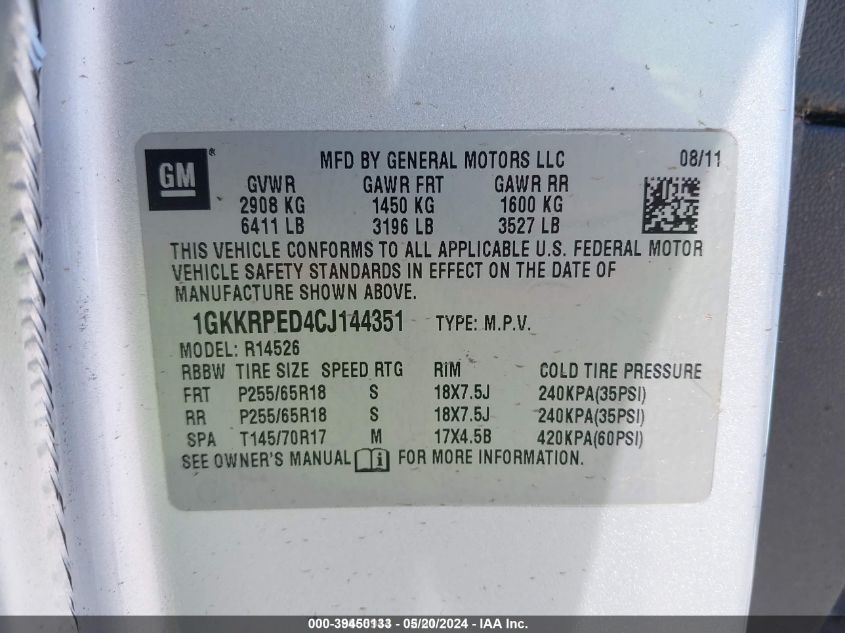 GM® MFD BY GENERAL MOTORS LLC 08/11
GVWR GAWR FRT GAWR RR
2908 KG 1450 KG 1600 KG
6411 LB 3196 LB 3527 LB
THIS VEHICLE CONFORMS TO ALL APPLICABLE U.S. FEDERAL MOTOR
VEHICLE SAFETY STANDARDS IN EFFECT ON THE DATE OF
MANUFACTURE SHOWN ABOVE.
1GKKRPED4CJ144351 TYPE: M.P.V.
MODEL: R14526
RBBW TIRE SIZE SPEED RTG RIM COLD TIRE PRESSURE
FRT P255/65R18 S 18X7.5J 240KPA(35PSI)
RR P255/65R18 S 18X7.5J 240KPA(35PSI)
SPA T145/70R17 M 17X4.5B 420KPA(60PSI)
SEE OWNER'S MANUAL i FOR MORE INFORMATION.
000-39450133 - 05/20/2024 - IAA Inc.